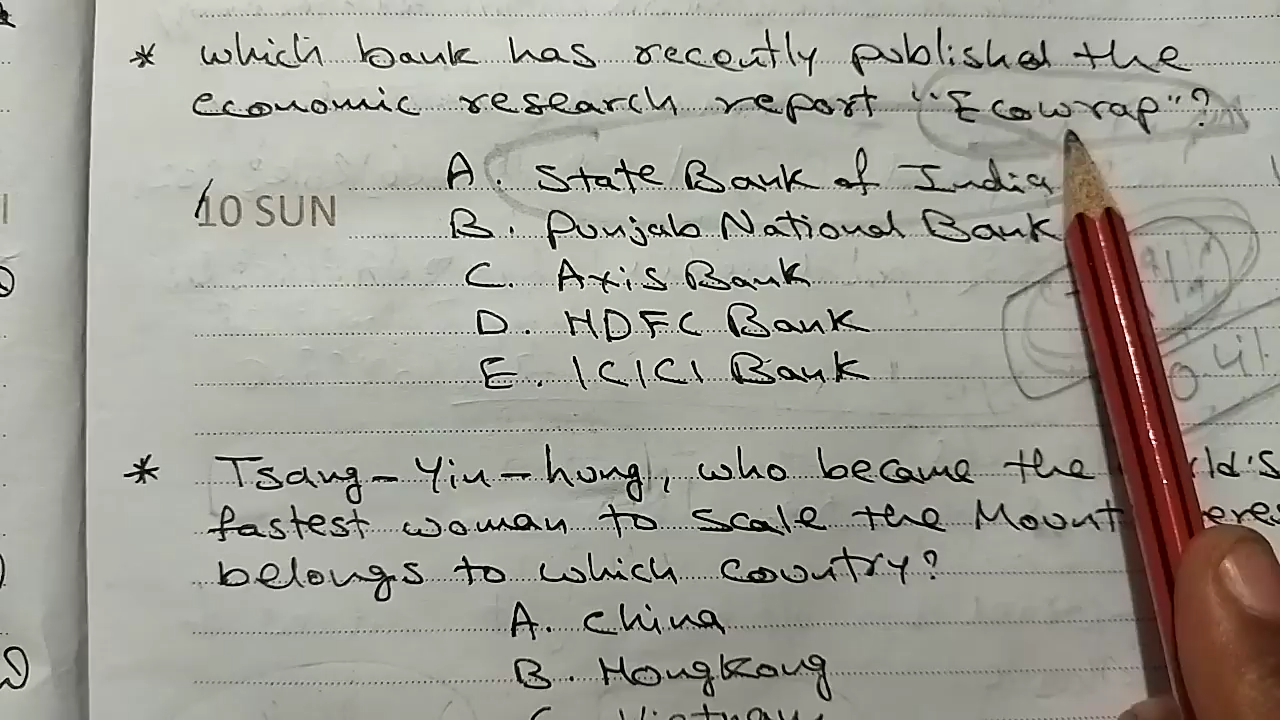 * which bank has recently published the
economic research report "Ecowrap"?
A. State Bank of India
10 SUN
B. Punjab National Bank
C. Axis Bank
D. HDFC Bank
E. ICICI Bank
* Tsang-Yin-hung, who became the
fastest woman to scale the Mount
belongs to which country?
A. China
B. HongKong
C. Vietnam